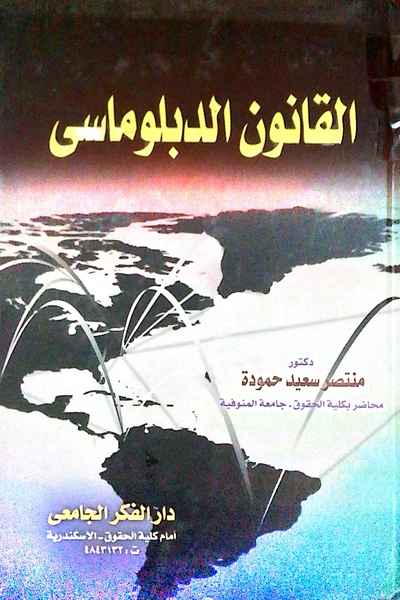 القانون الدبلوماسى
دكتور
منتصر سعيد حمودة
محاضر بكلية الحقوق - جامعة المنوفية
دار الفكر الجامعى
أمام كلية الحقوق - الاسكندرية
ت : ٤٨٤٣١٣٢